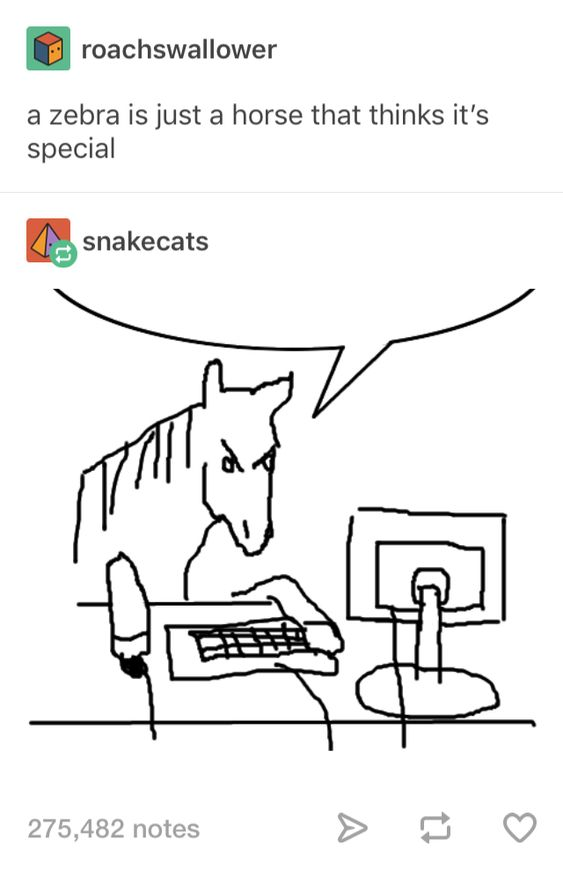 roachswallower
a zebra is just a horse that thinks it’s
special
snakecats
275,482 notes